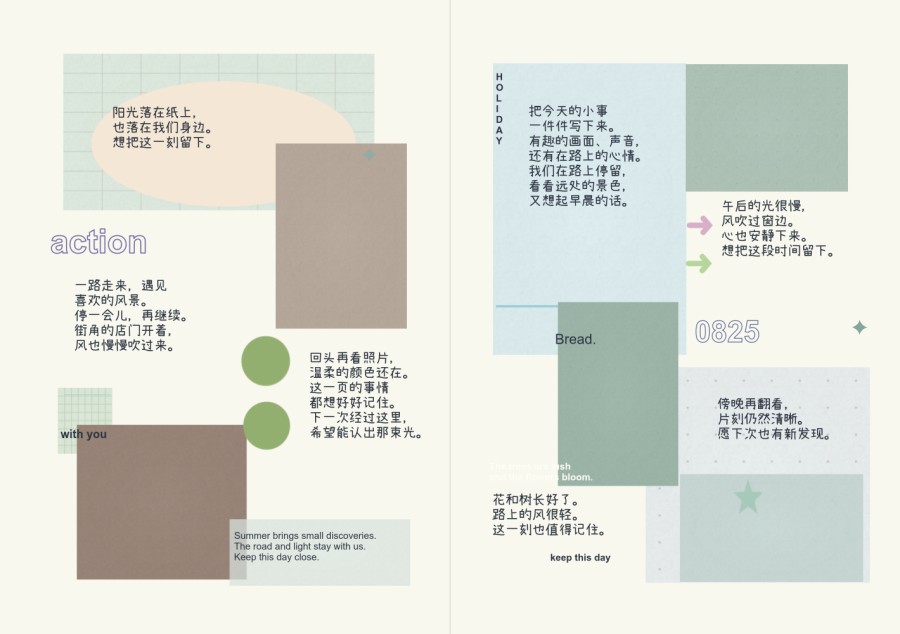 阳光落在纸上，
也落在我们身边。
想把这一刻留下。
action
一路走来，遇见
喜欢的风景。
停一会儿，再继续。
街角的店门开着，
风也慢慢吹过来。
回头再看照片，
温柔的颜色还在。
这一页的事情
都想好好记住。
下一次经过这里，
希望能认出那束光。
with you
Summer brings small discoveries.
The road and light stay with us.
Keep this day close.
HOLIDAY
把今天的小事
一件件写下来。
有趣的画面、声音，
还有在路上的心情。
我们在路上停留，
看看远处的景色，
又想起早晨的话。
午后的光很慢，
风吹过窗边。
心也安静下来。
想把这段时间留下。
Bread.
0825
傍晚再翻看，
片刻仍然清晰。
愿下次也有新发现。
bloom.
花和树长好了。
路上的风很轻。
这一刻也值得记住。
keep this day